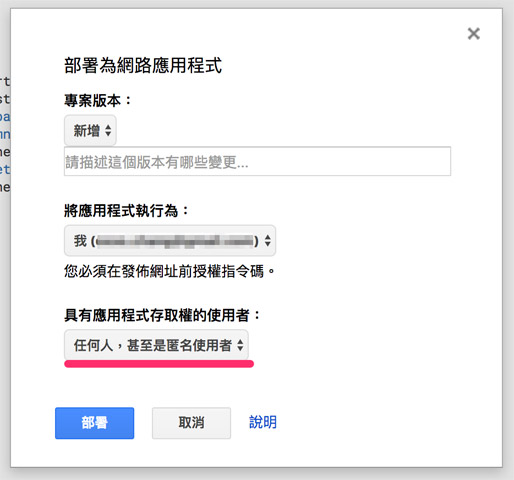 部署為網路應用程式
專案版本：
新增
請描述這個版本有哪些變更...
將應用程式執行為：
我 (
)
您必須在發佈網址前授權指令碼。
具有應用程式存取權的使用者：
任何人，甚至是匿名使用者
部署 取消 說明